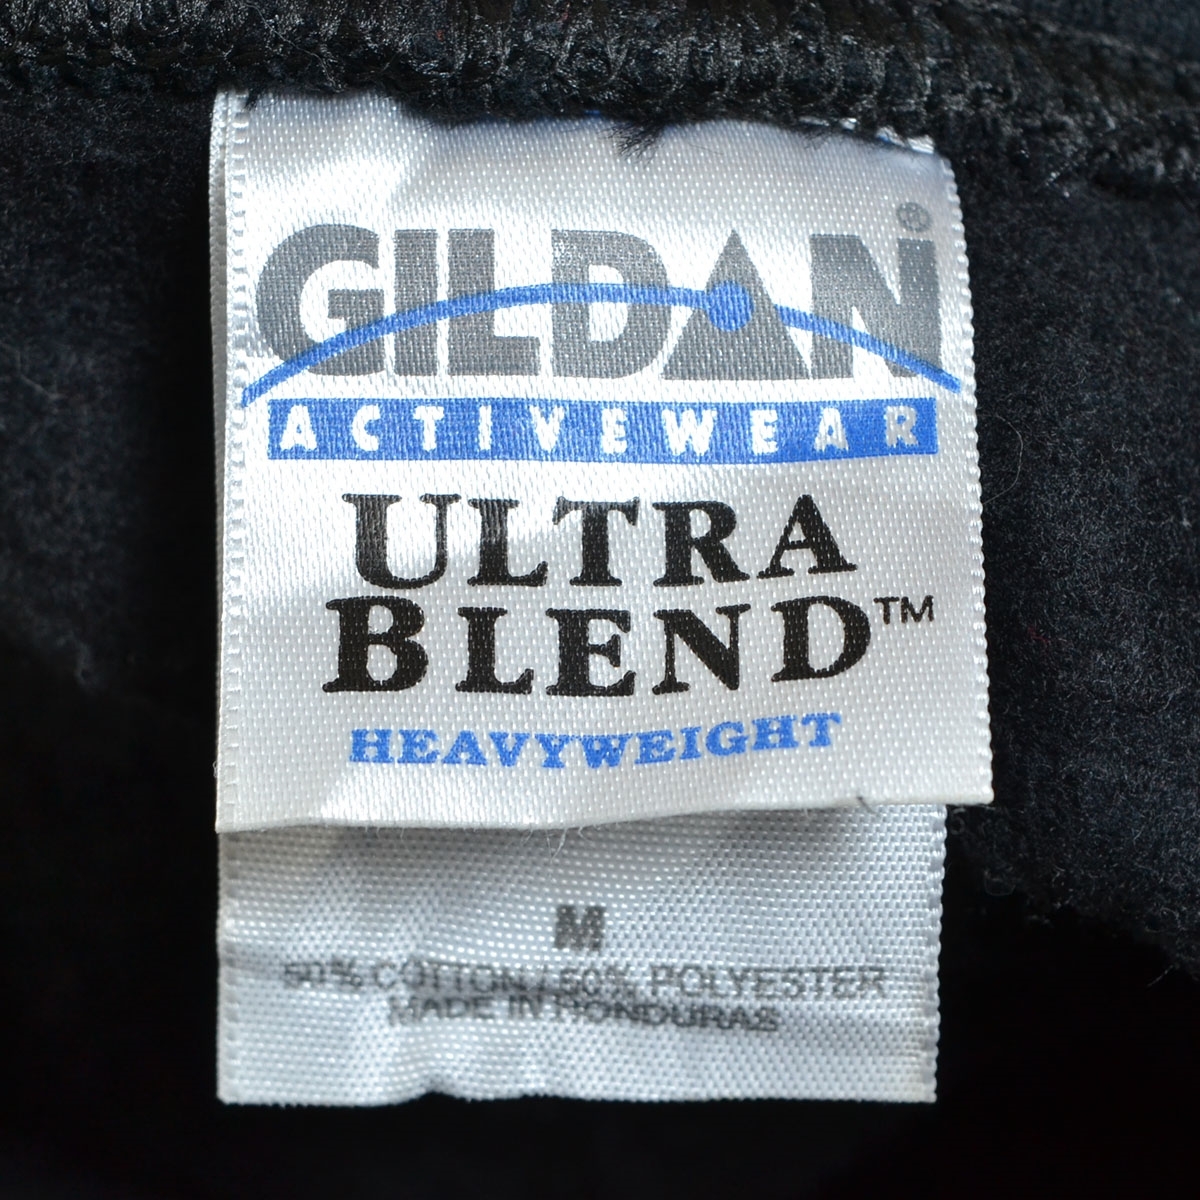 GILDAN®
ACTIVEWEAR
ULTRA
BLEND™
HEAVYWEIGHT
M
50% COTTON / 50% POLYESTER
MADE IN HONDURAS